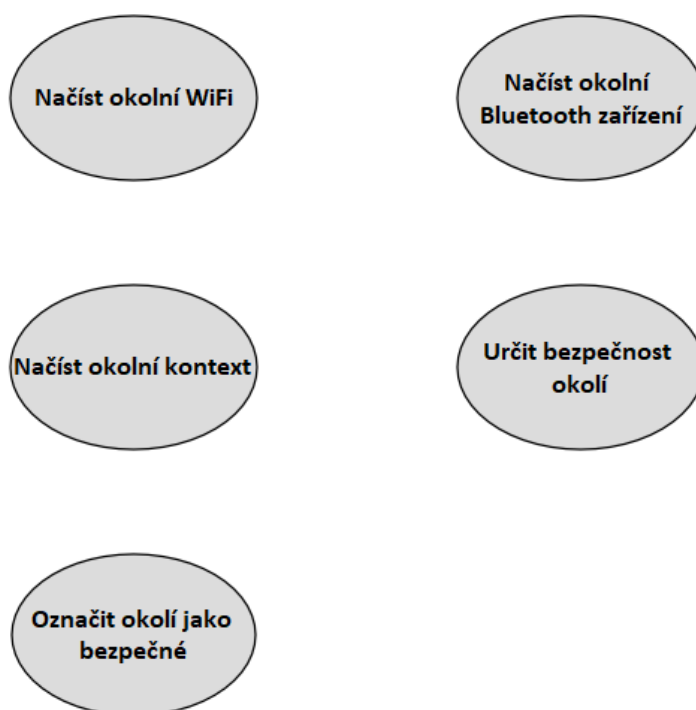 Načíst okolní WiFi
Načíst okolní
Bluetooth zařízení
Načíst okolní kontext
Určit bezpečnost
okolí
Označit okolí jako
bezpečné